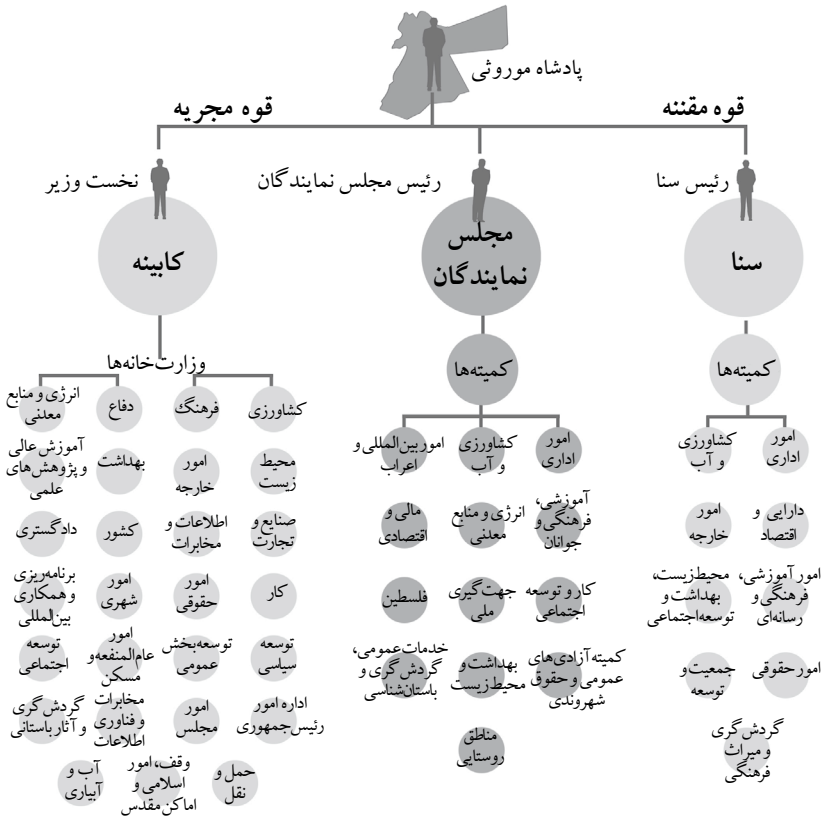 پادشاه موروثی
قوه مقننه
قوه مجریه
رئیس سنا
رئیس مجلس نمایندگان
نخست وزیر
سنا
مجلس
نمایندگان
کابینه
کمیته‌ها
امور
اداری
کشاورزی
و آب
دارایی و
اقتصاد
امور
خارجه
امور آموزشی،
فرهنگی و
رسانه‌ای
محیط‌زیست،
بهداشت و
توسعه‌اجتماعی
امور حقوقی
جمعیت و
توسعه
گردش گری
و میراث
فرهنگی
کمیته‌ها
امور
اداری
کشاورزی
و آب
امور بین‌المللی و
اعراب
آموزشی،
فرهنگی و
جوانان
انرژی و منابع
معدنی
مالی و
اقتصادی
کار و توسعه
اجتماعی
جهت‌گیری
ملی
فلسطین
کمیته آزادی‌های
عمومی و حقوق
شهروندی
بهداشت و
محیط‌زیست
خدمات عمومی،
گردش گری و
باستان‌شناسی
مناطق
روستایی
وزارت‌خانه‌ها
کشاورزی
فرهنگ
دفاع
انرژی و منابع
معدنی
محیط
زیست
امور
خارجه
بهداشت
آموزش عالی
و پژوهش‌های
علمی
صنایع و
تجارت
اطلاعات و
مخابرات
کشور
دادگستری
کار
امور
حقوقی
امور
شهری
برنامه‌ریزی
و همکاری
بین‌المللی
توسعه
سیاسی
توسعه بخش
عمومی
امور
عام‌المنفعه و
مسکن
توسعه
اجتماعی
اداره امور
رئیس‌جمهوری
امور
مجلس
مخابرات
و فناوری
اطلاعات
گردش گری
و آثار باستانی
حمل و
نقل
وقف، امور
اسلامی و
اماکن مقدس
آب و
آبیاری